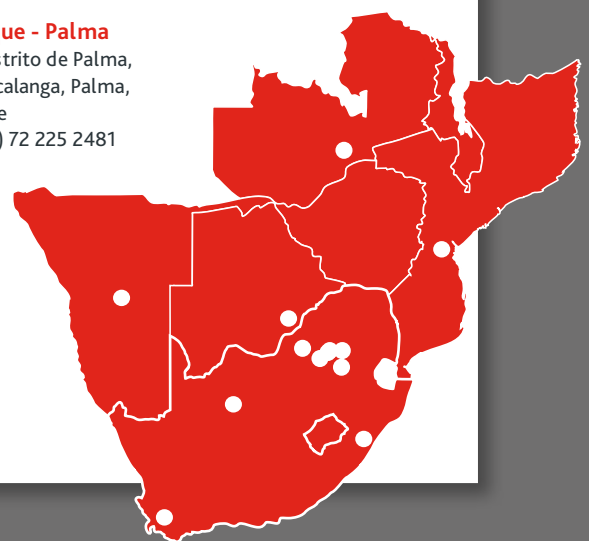 ue - Palma
strito de Palma,
calanga, Palma,
e
) 72 225 2481